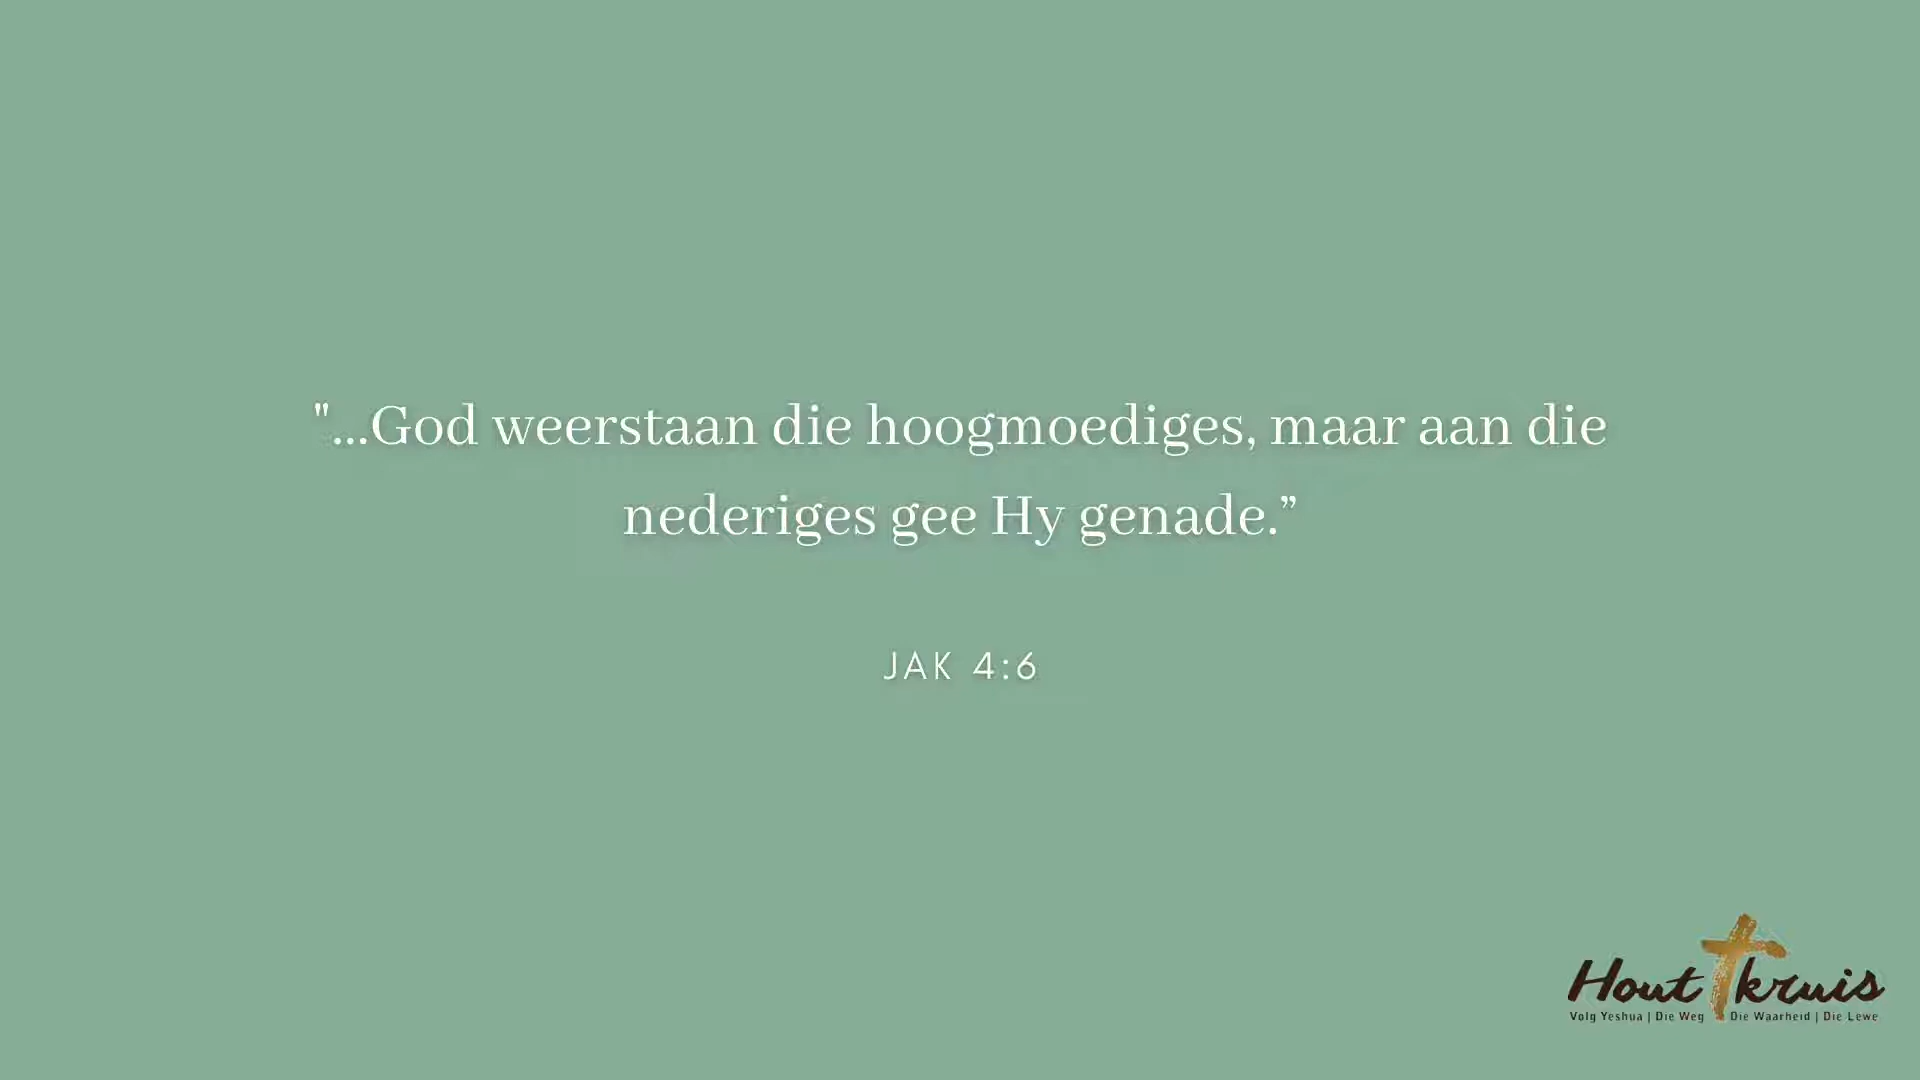 "...God weerstaan die hoogmoediges, maar aan die
nederiges gee Hy genade.”
JAK 4:6
Hout kruis
Volg Yeshua | Die Weg Die Waarheid | Die Lewe